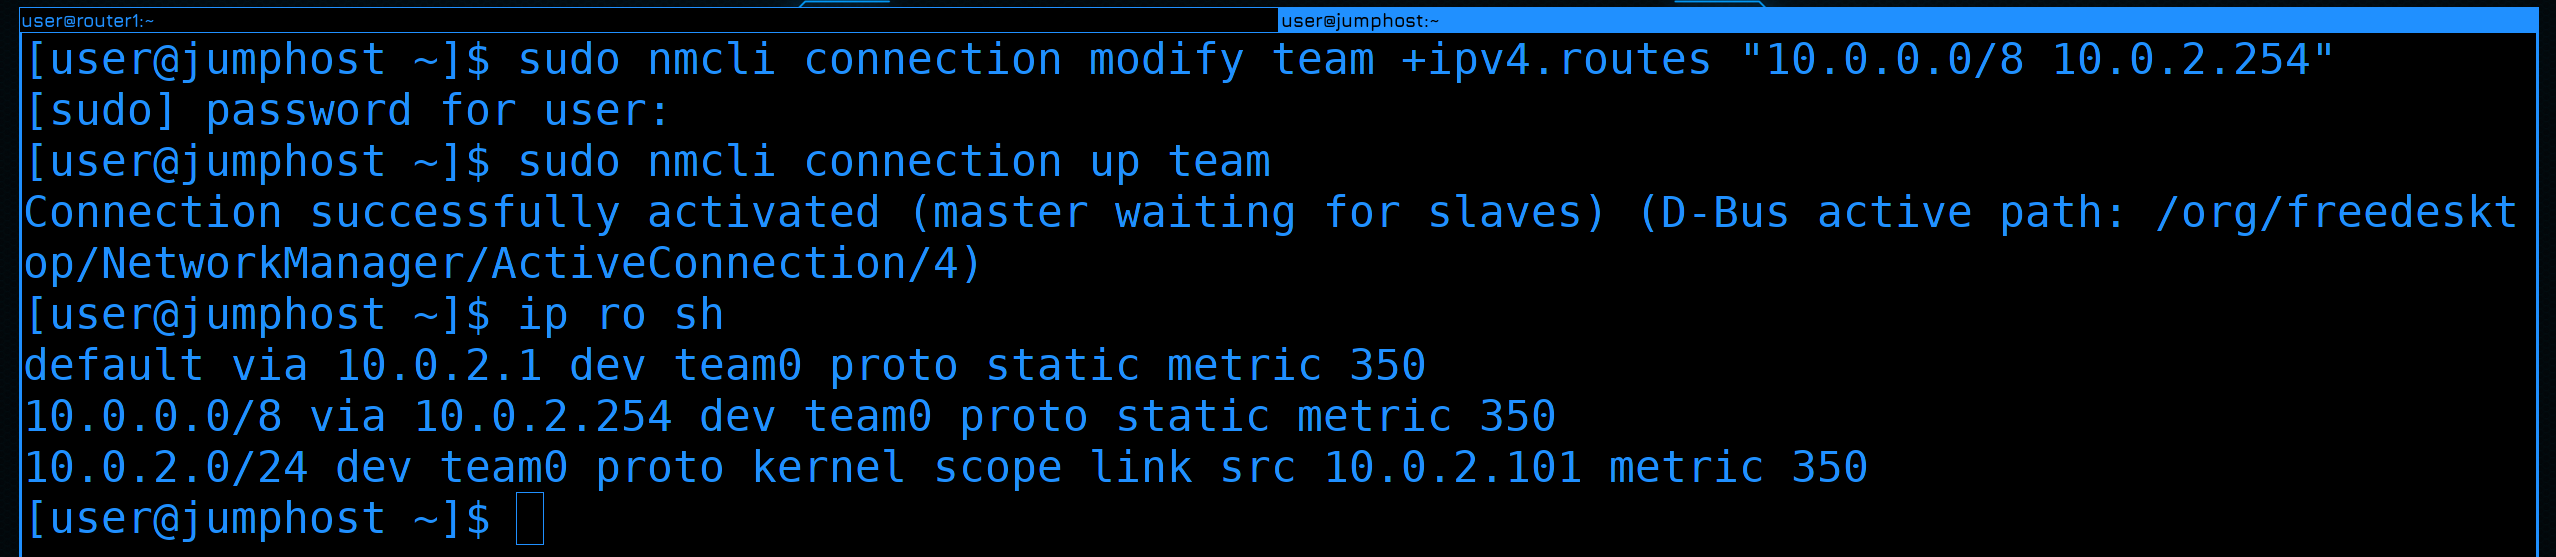 user@router1:~
user@jumphost:~
[user@jumphost ~]$ sudo nmcli connection modify team +ipv4.routes "10.0.0.0/8 10.0.2.254"
[sudo] password for user:
[user@jumphost ~]$ sudo nmcli connection up team
Connection successfully activated (master waiting for slaves) (D-Bus active path: /org/freedeskt
op/NetworkManager/ActiveConnection/4)
[user@jumphost ~]$ ip ro sh
default via 10.0.2.1 dev team0 proto static metric 350
10.0.0.0/8 via 10.0.2.254 dev team0 proto static metric 350
10.0.2.0/24 dev team0 proto kernel scope link src 10.0.2.101 metric 350
[user@jumphost ~]$